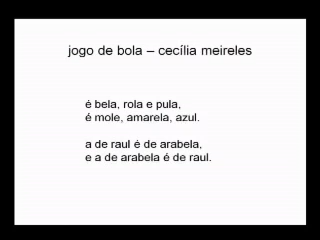 jogo de bola – cecília meireles
é bela, rola e pula,
é mole, amarela, azul.
a de raul é de arabela,
e a de arabela é de raul.